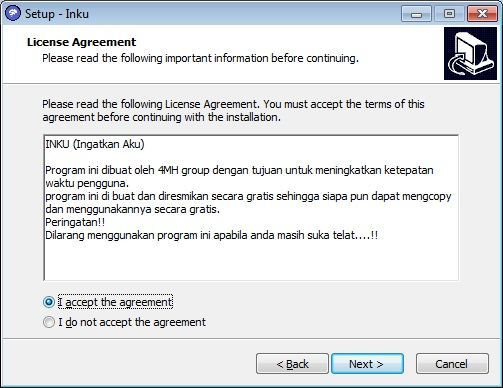 Setup - Inku
License Agreement
Please read the following important information before continuing.
Please read the following License Agreement. You must accept the terms of this
agreement before continuing with the installation.
INKU (Ingatkan Aku)
Program ini dibuat oleh 4MH group dengan tujuan untuk meningkatkan ketepatan
waktu pengguna.
program ini di buat dan diresmikan secara gratis sehingga siapa pun dapat mengcopy
dan menggunakannya secara gratis.
Peringatan!!
Dilarang menggunakan program ini apabila anda masih suka telat....!!
I accept the agreement
I do not accept the agreement
< Back
Next >
Cancel